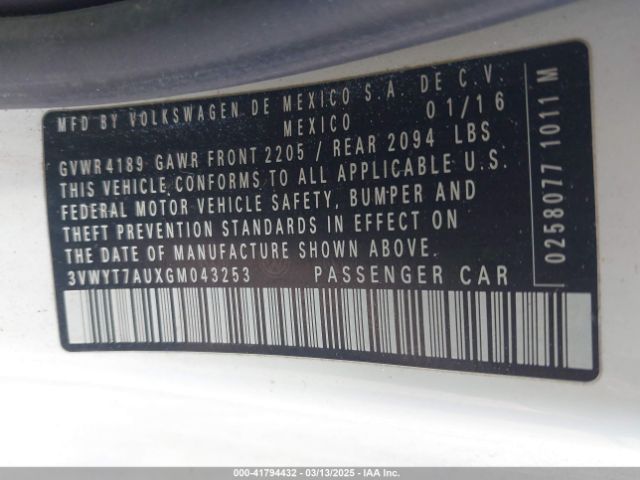 MFD BY VOLKSWAGEN DE MEXICO S.A. DE C.V.
MEXICO 01/16
GVWR 4189 GAWR FRONT 2205 / REAR 2094 LBS
THIS VEHICLE CONFORMS TO ALL APPLICABLE U.S.
FEDERAL MOTOR VEHICLE SAFETY, BUMPER AND
THEFT PREVENTION STANDARDS IN EFFECT ON
THE DATE OF MANUFACTURE SHOWN ABOVE.
3VWYT7AUXGM043253 PASSENGER CAR
0258077 1011 M
000-41794432 - 03/13/2025 - IAAI.COM